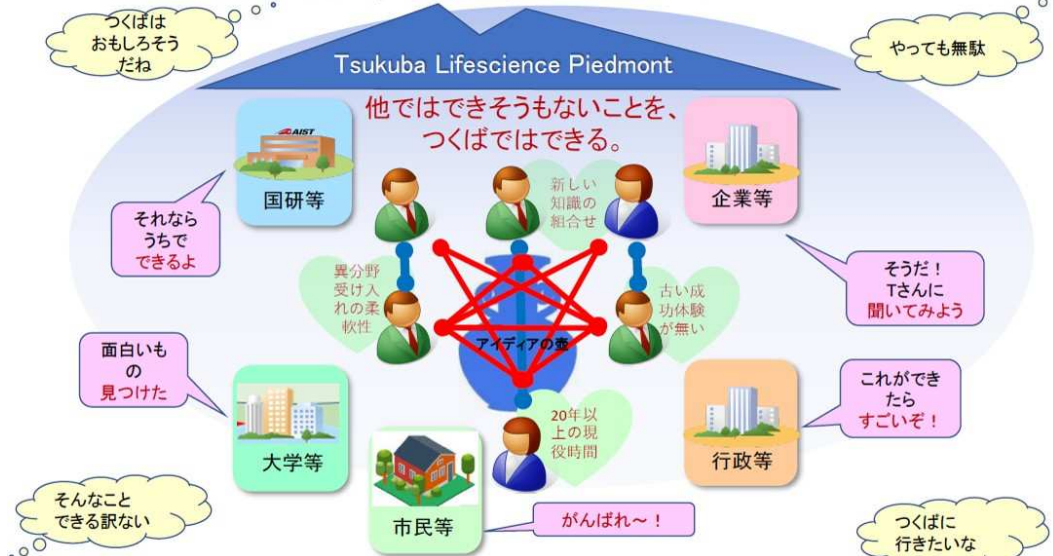 つくばは
おもしろそう
だね
やっても無駄
Tsukuba Lifescience Piedmont
他ではできそうもないことを、
つくばではできる。
AIST
国研等
新しい
知識の
組合せ
企業等
それなら
うちで
できるよ
そうだ！
Tさんに
聞いてみよう
異分野
受け入
れの柔
軟性
古い成
功体験
が無い
アイディアの壺
面白いも
の
見つけた
これができ
たら
すごいぞ！
大学等
20年以
上の現
役時間
行政等
市民等
がんばれ～！
そんなこと
できる訳ない
つくばに
行きたいな